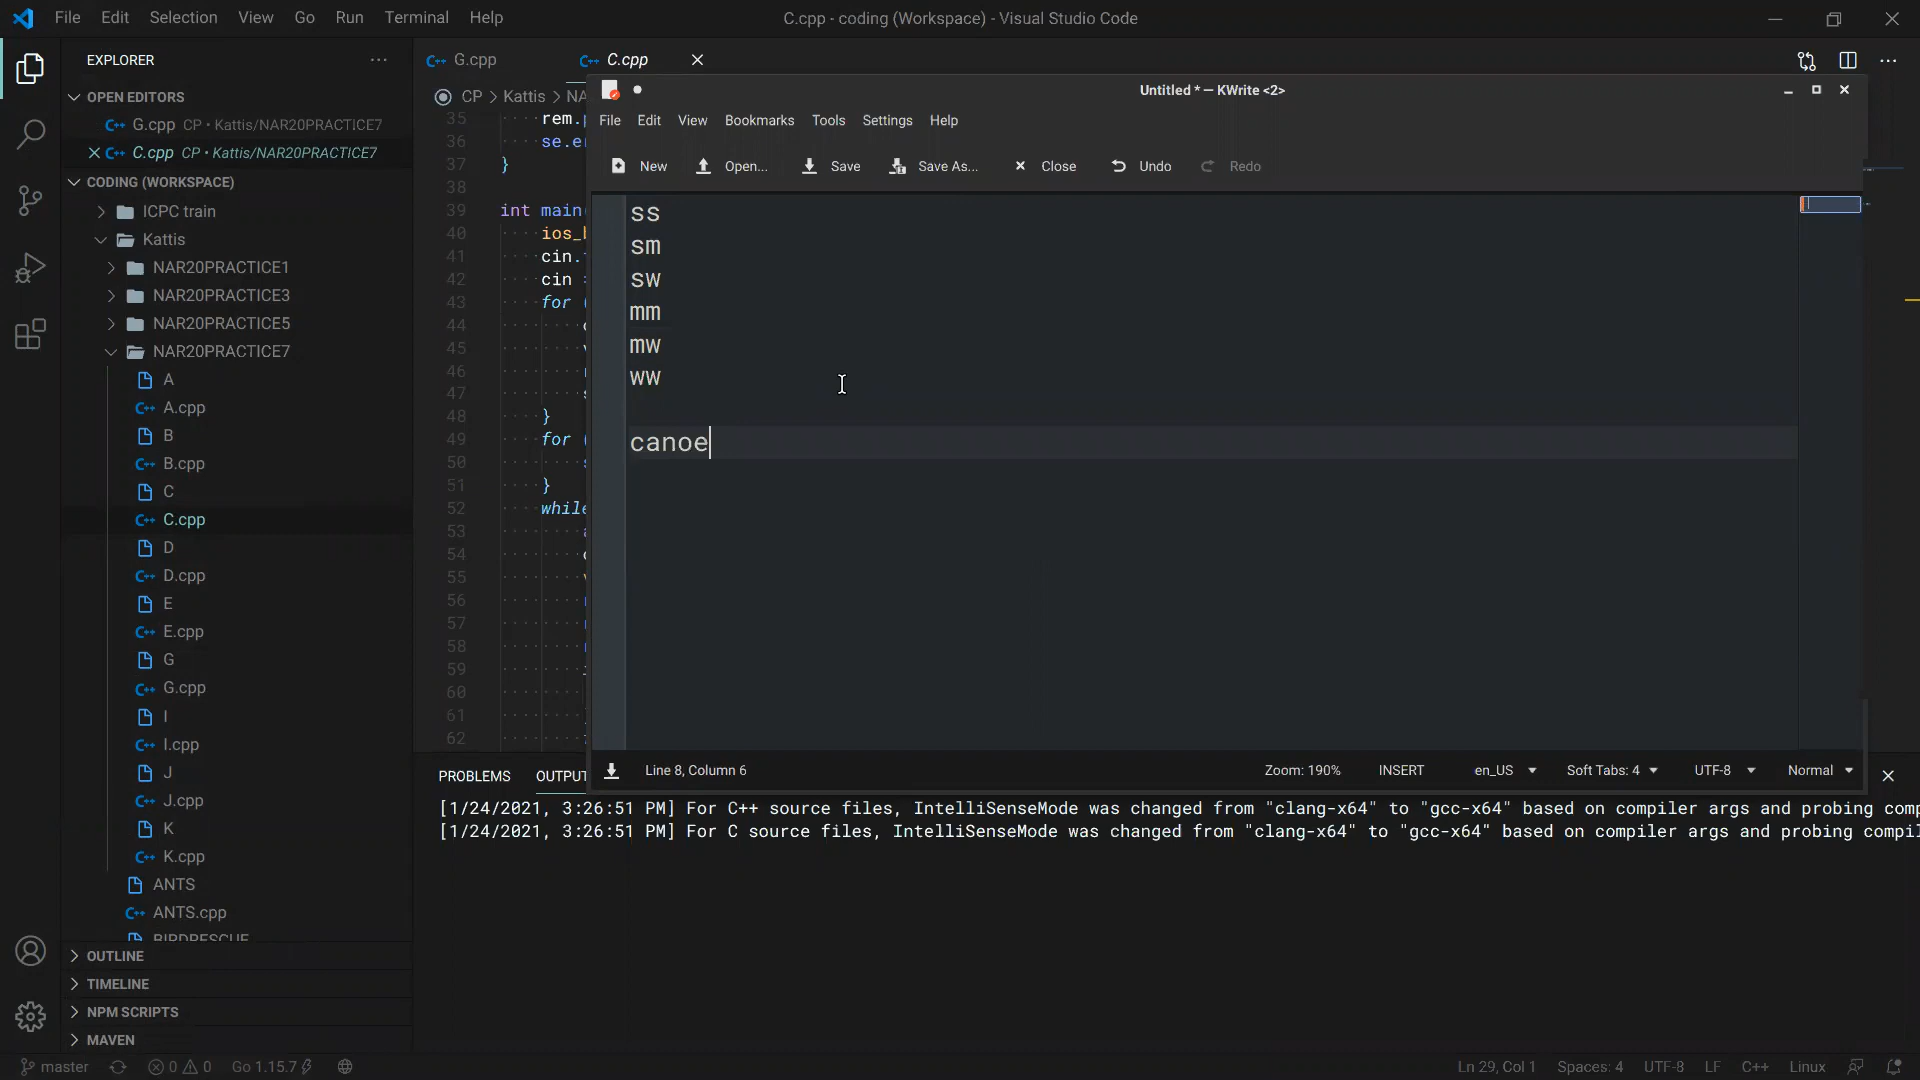 File Edit Selection View Go Run Terminal Help
C.cpp - coding (Workspace) - Visual Studio Code
EXPLORER
OPEN EDITORS
G.cpp CP • Kattis/NAR20PRACTICE7
C.cpp CP • Kattis/NAR20PRACTICE7
CODING (WORKSPACE)
ICPC train
Kattis
NAR20PRACTICE1
NAR20PRACTICE3
NAR20PRACTICE5
NAR20PRACTICE7
A
A.cpp
B
B.cpp
C
C.cpp
D
D.cpp
E
E.cpp
G
G.cpp
I
I.cpp
J
J.cpp
K
K.cpp
ANTS
ANTS.cpp
BIRDRESCUE
OUTLINE
TIMELINE
NPM SCRIPTS
MAVEN
G.cpp C.cpp
CP > Kattis > NA
35 rem.
36 se.e
37 }
38
39 int main
40 ios_
41 cin.
42 cin
43 for (
44
45
46
47
48 }
49 for (
50
51 }
52 while
53
54
55
56
57
58
59
60
61
62
Untitled * — KWrite <2>
File Edit View Bookmarks Tools Settings Help
New Open... Save Save As... Close Undo Redo
ss
sm
sw
mm
mw
ww
canoe
Line 8, Column 6 Zoom: 190% INSERT en_US Soft Tabs: 4 UTF-8 Normal
PROBLEMS OUTPUT
[1/24/2021, 3:26:51 PM] For C++ source files, IntelliSenseMode was changed from "clang-x64" to "gcc-x64" based on compiler args and probing comp
[1/24/2021, 3:26:51 PM] For C source files, IntelliSenseMode was changed from "clang-x64" to "gcc-x64" based on compiler args and probing compil
master 0 0 Go 1.15.7 Ln 29, Col 1 Spaces: 4 UTF-8 LF C++ Linux